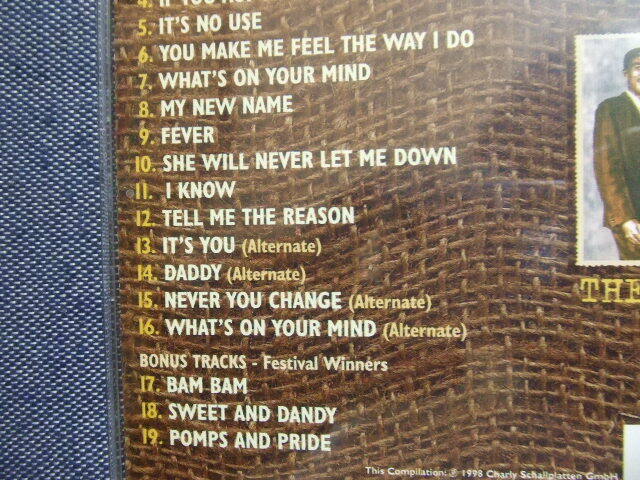 4. IF YOU
5. IT'S NO USE
6. YOU MAKE ME FEEL THE WAY I DO
7. WHAT'S ON YOUR MIND
8. MY NEW NAME
9. FEVER
10. SHE WILL NEVER LET ME DOWN
11. I KNOW
12. TELL ME THE REASON
13. IT'S YOU (Alternate)
14. DADDY (Alternate)
15. NEVER YOU CHANGE (Alternate)
16. WHAT'S ON YOUR MIND (Alternate)
BONUS TRACKS - Festival Winners
17. BAM BAM
18. SWEET AND DANDY
19. POMPS AND PRIDE
THE
This Compilation: ℗ 1998 Charly Schallplatten GmbH.